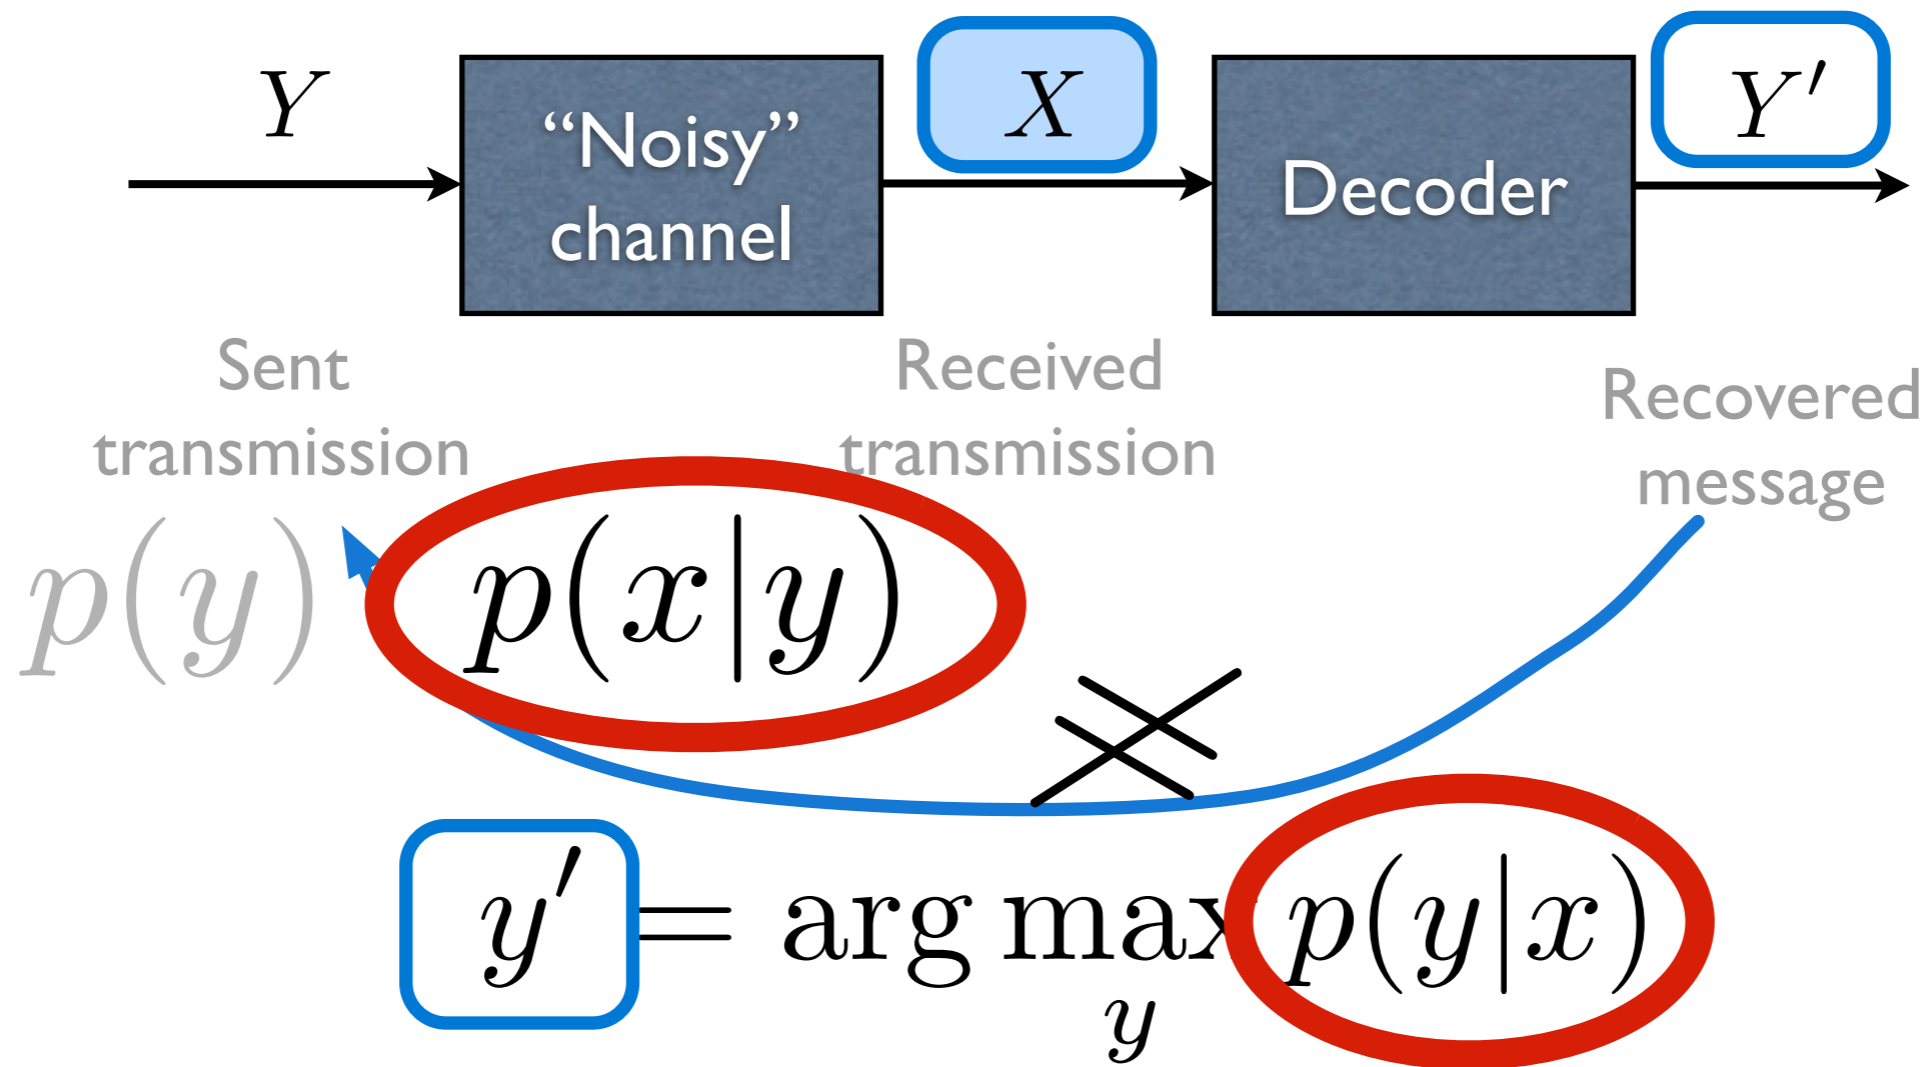 Y
“Noisy”
channel
X
Decoder
Y′
Sent
transmission
Received
transmission
Recovered
message
p(y)
p(x|y)
≠
y′ = arg max p(y|x)
y